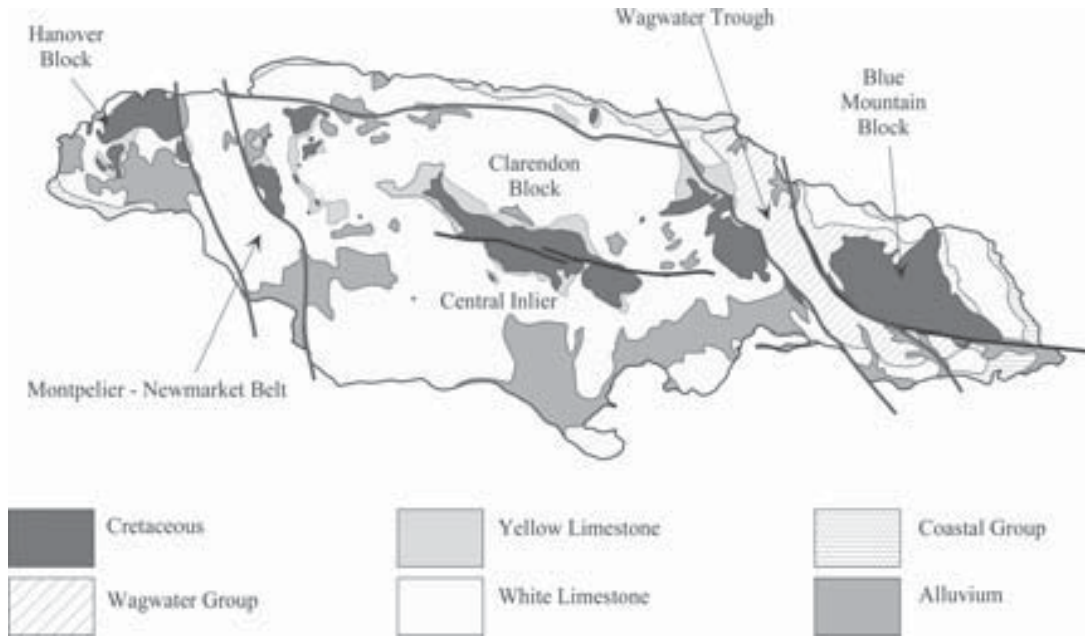 Wagwater Trough
Hanover
Block
Blue
Mountain
Block
Clarendon
Block
Central Inlier
Montpelier - Newmarket Belt
Cretaceous
Yellow Limestone
Coastal Group
Wagwater Group
White Limestone
Alluvium